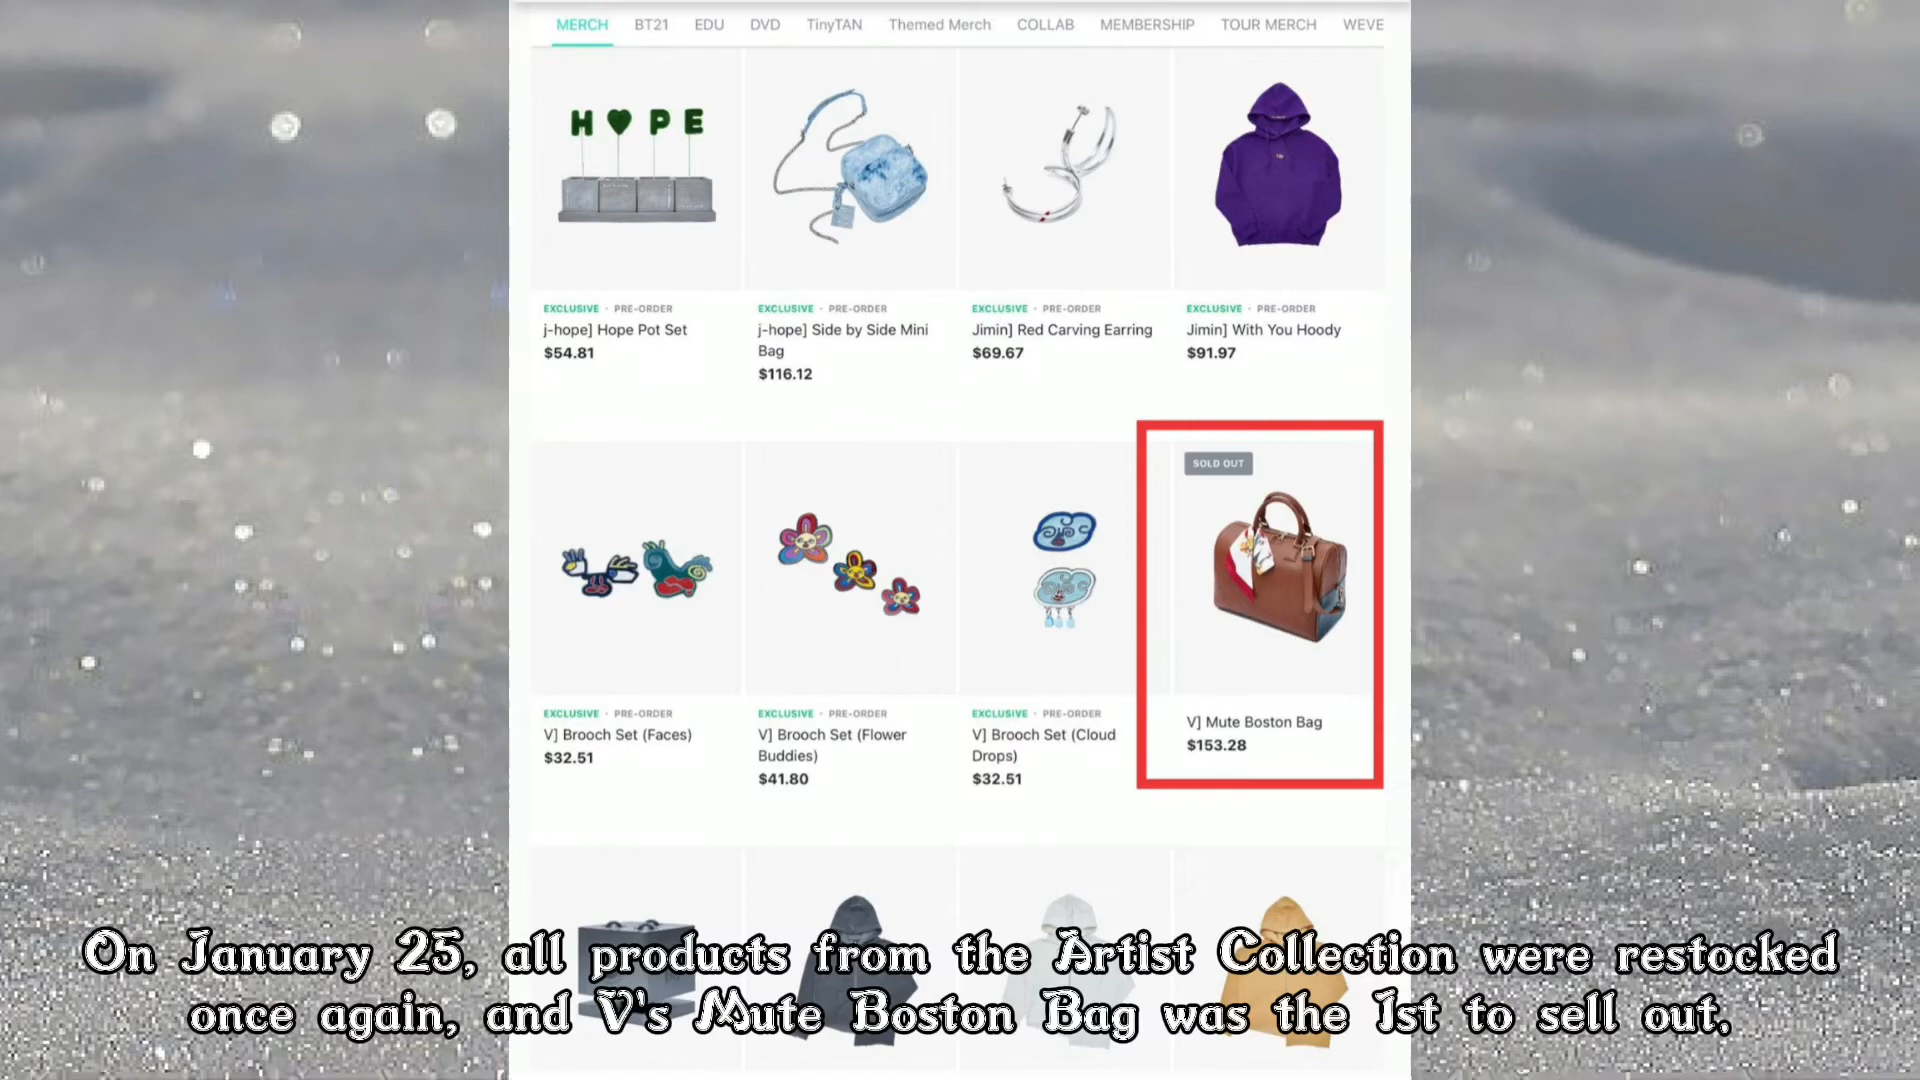 MERCH BT21 EDU DVD TinyTAN Themed Merch COLLAB MEMBERSHIP TOUR MERCH WEVE
H PE
EXCLUSIVE · PRE-ORDER
j-hope] Hope Pot Set
$54.81
EXCLUSIVE · PRE-ORDER
j-hope] Side by Side Mini
Bag
$116.12
EXCLUSIVE · PRE-ORDER
Jimin] Red Carving Earring
$69.67
EXCLUSIVE · PRE-ORDER
Jimin] With You Hoody
$91.97
EXCLUSIVE · PRE-ORDER
V] Brooch Set (Faces)
$32.51
EXCLUSIVE · PRE-ORDER
V] Brooch Set (Flower
Buddies)
$41.80
EXCLUSIVE · PRE-ORDER
V] Brooch Set (Cloud
Drops)
$32.51
SOLD OUT
V] Mute Boston Bag
$153.28
On January 25, all products from the Artist Collection were restocked
once again, and V's Mute Boston Bag was the 1st to sell out.